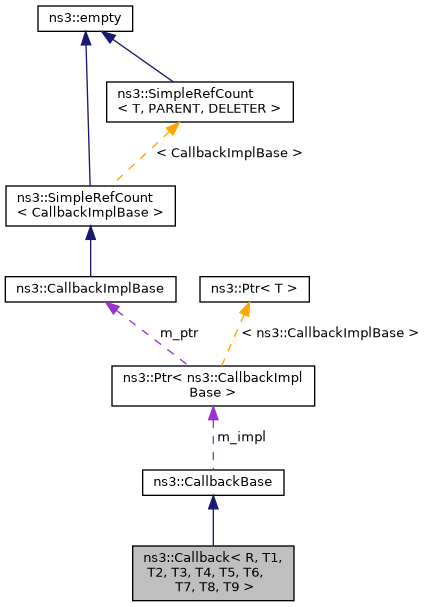 ns3::empty
ns3::SimpleRefCount
< T, PARENT, DELETER >
< CallbackImplBase >
ns3::SimpleRefCount
< CallbackImplBase >
ns3::CallbackImplBase
ns3::Ptr< T >
m_ptr
< ns3::CallbackImplBase >
ns3::Ptr< ns3::CallbackImpl
Base >
m_impl
ns3::CallbackBase
ns3::Callback< R, T1,
T2, T3, T4, T5, T6,
T7, T8, T9 >